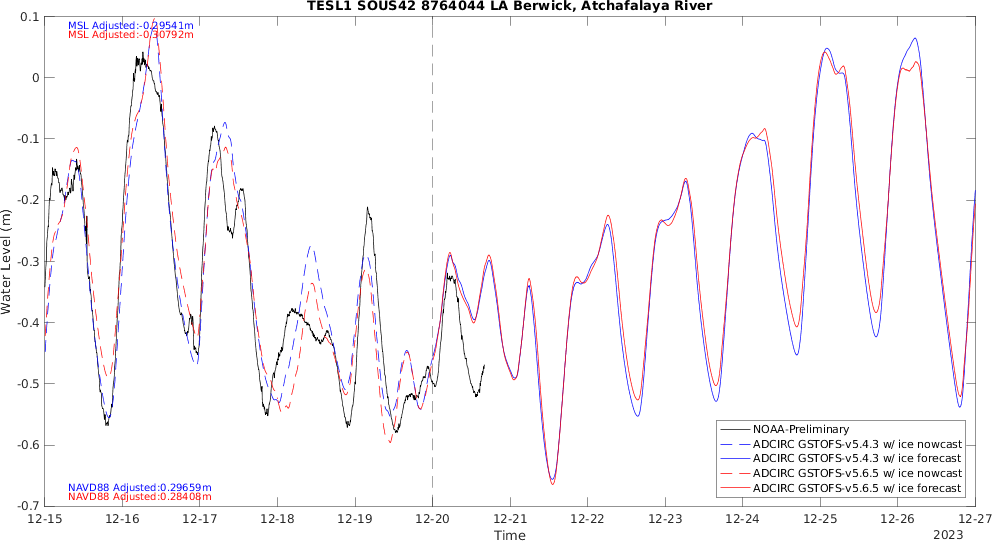 TESL1 SOUS42 8764044 LA Berwick, Atchafalaya River
MSL Adjusted:-0.29541m
MSL Adjusted:-0.30792m
0.1
0
-0.1
-0.2
-0.3
-0.4
-0.5
-0.6
-0.7
Water Level (m)
NOAA-Preliminary
ADCIRC GSTOFS-v5.4.3 w/ ice nowcast
ADCIRC GSTOFS-v5.4.3 w/ ice forecast
ADCIRC GSTOFS-v5.6.5 w/ ice nowcast
ADCIRC GSTOFS-v5.6.5 w/ ice forecast
NAVD88 Adjusted:0.29659m
NAVD88 Adjusted:0.28408m
12-15 12-16 12-17 12-18 12-19 12-20 12-21 12-22 12-23 12-24 12-25 12-26 12-27
Time
2023